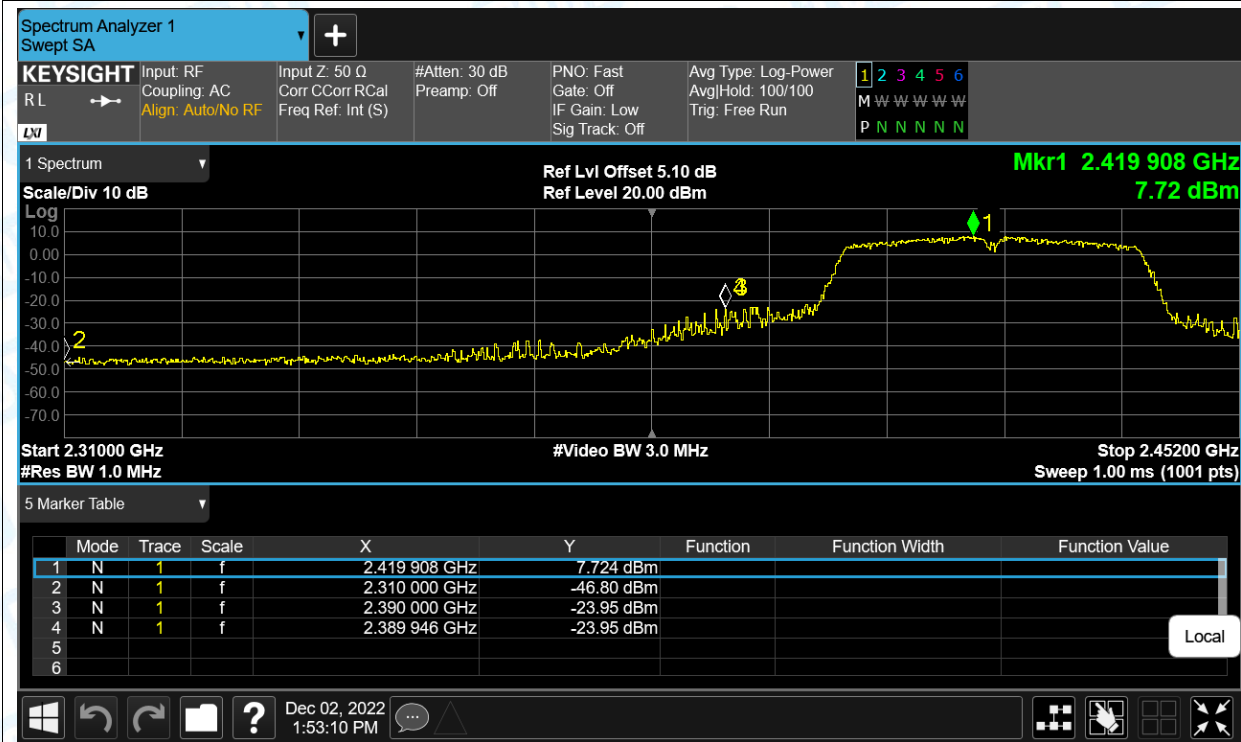 Spectrum Analyzer 1
Swept SA
+
KEYSIGHT
R L
LXI
Input: RF
Coupling: AC
Align: Auto/No RF
Input Z: 50 Ω
Corr CCorr RCal
Freq Ref: Int (S)
#Atten: 30 dB
Preamp: Off
PNO: Fast
Gate: Off
IF Gain: Low
Sig Track: Off
Avg Type: Log-Power
Avg|Hold: 100/100
Trig: Free Run
1 2 3 4 5 6
M W W W W W
P N N N N N
1 Spectrum
Scale/Div 10 dB
Ref Lvl Offset 5.10 dB
Ref Level 20.00 dBm
Mkr1 2.419 908 GHz
7.72 dBm
Log
10.0
0.00
-10.0
-20.0
-30.0
-40.0
-50.0
-60.0
-70.0
1
2
Start 2.31000 GHz
#Video BW 3.0 MHz
Stop 2.45200 GHz
#Res BW 1.0 MHz
Sweep 1.00 ms (1001 pts)
5 Marker Table
Mode Trace Scale X Y Function Function Width Function Value
1 N 1 f 2.419 908 GHz 7.724 dBm
2 N 1 f 2.310 000 GHz -46.80 dBm
3 N 1 f 2.390 000 GHz -23.95 dBm
4 N 1 f 2.389 946 GHz -23.95 dBm
5
6
Local
?
Dec 02, 2022
1:53:10 PM